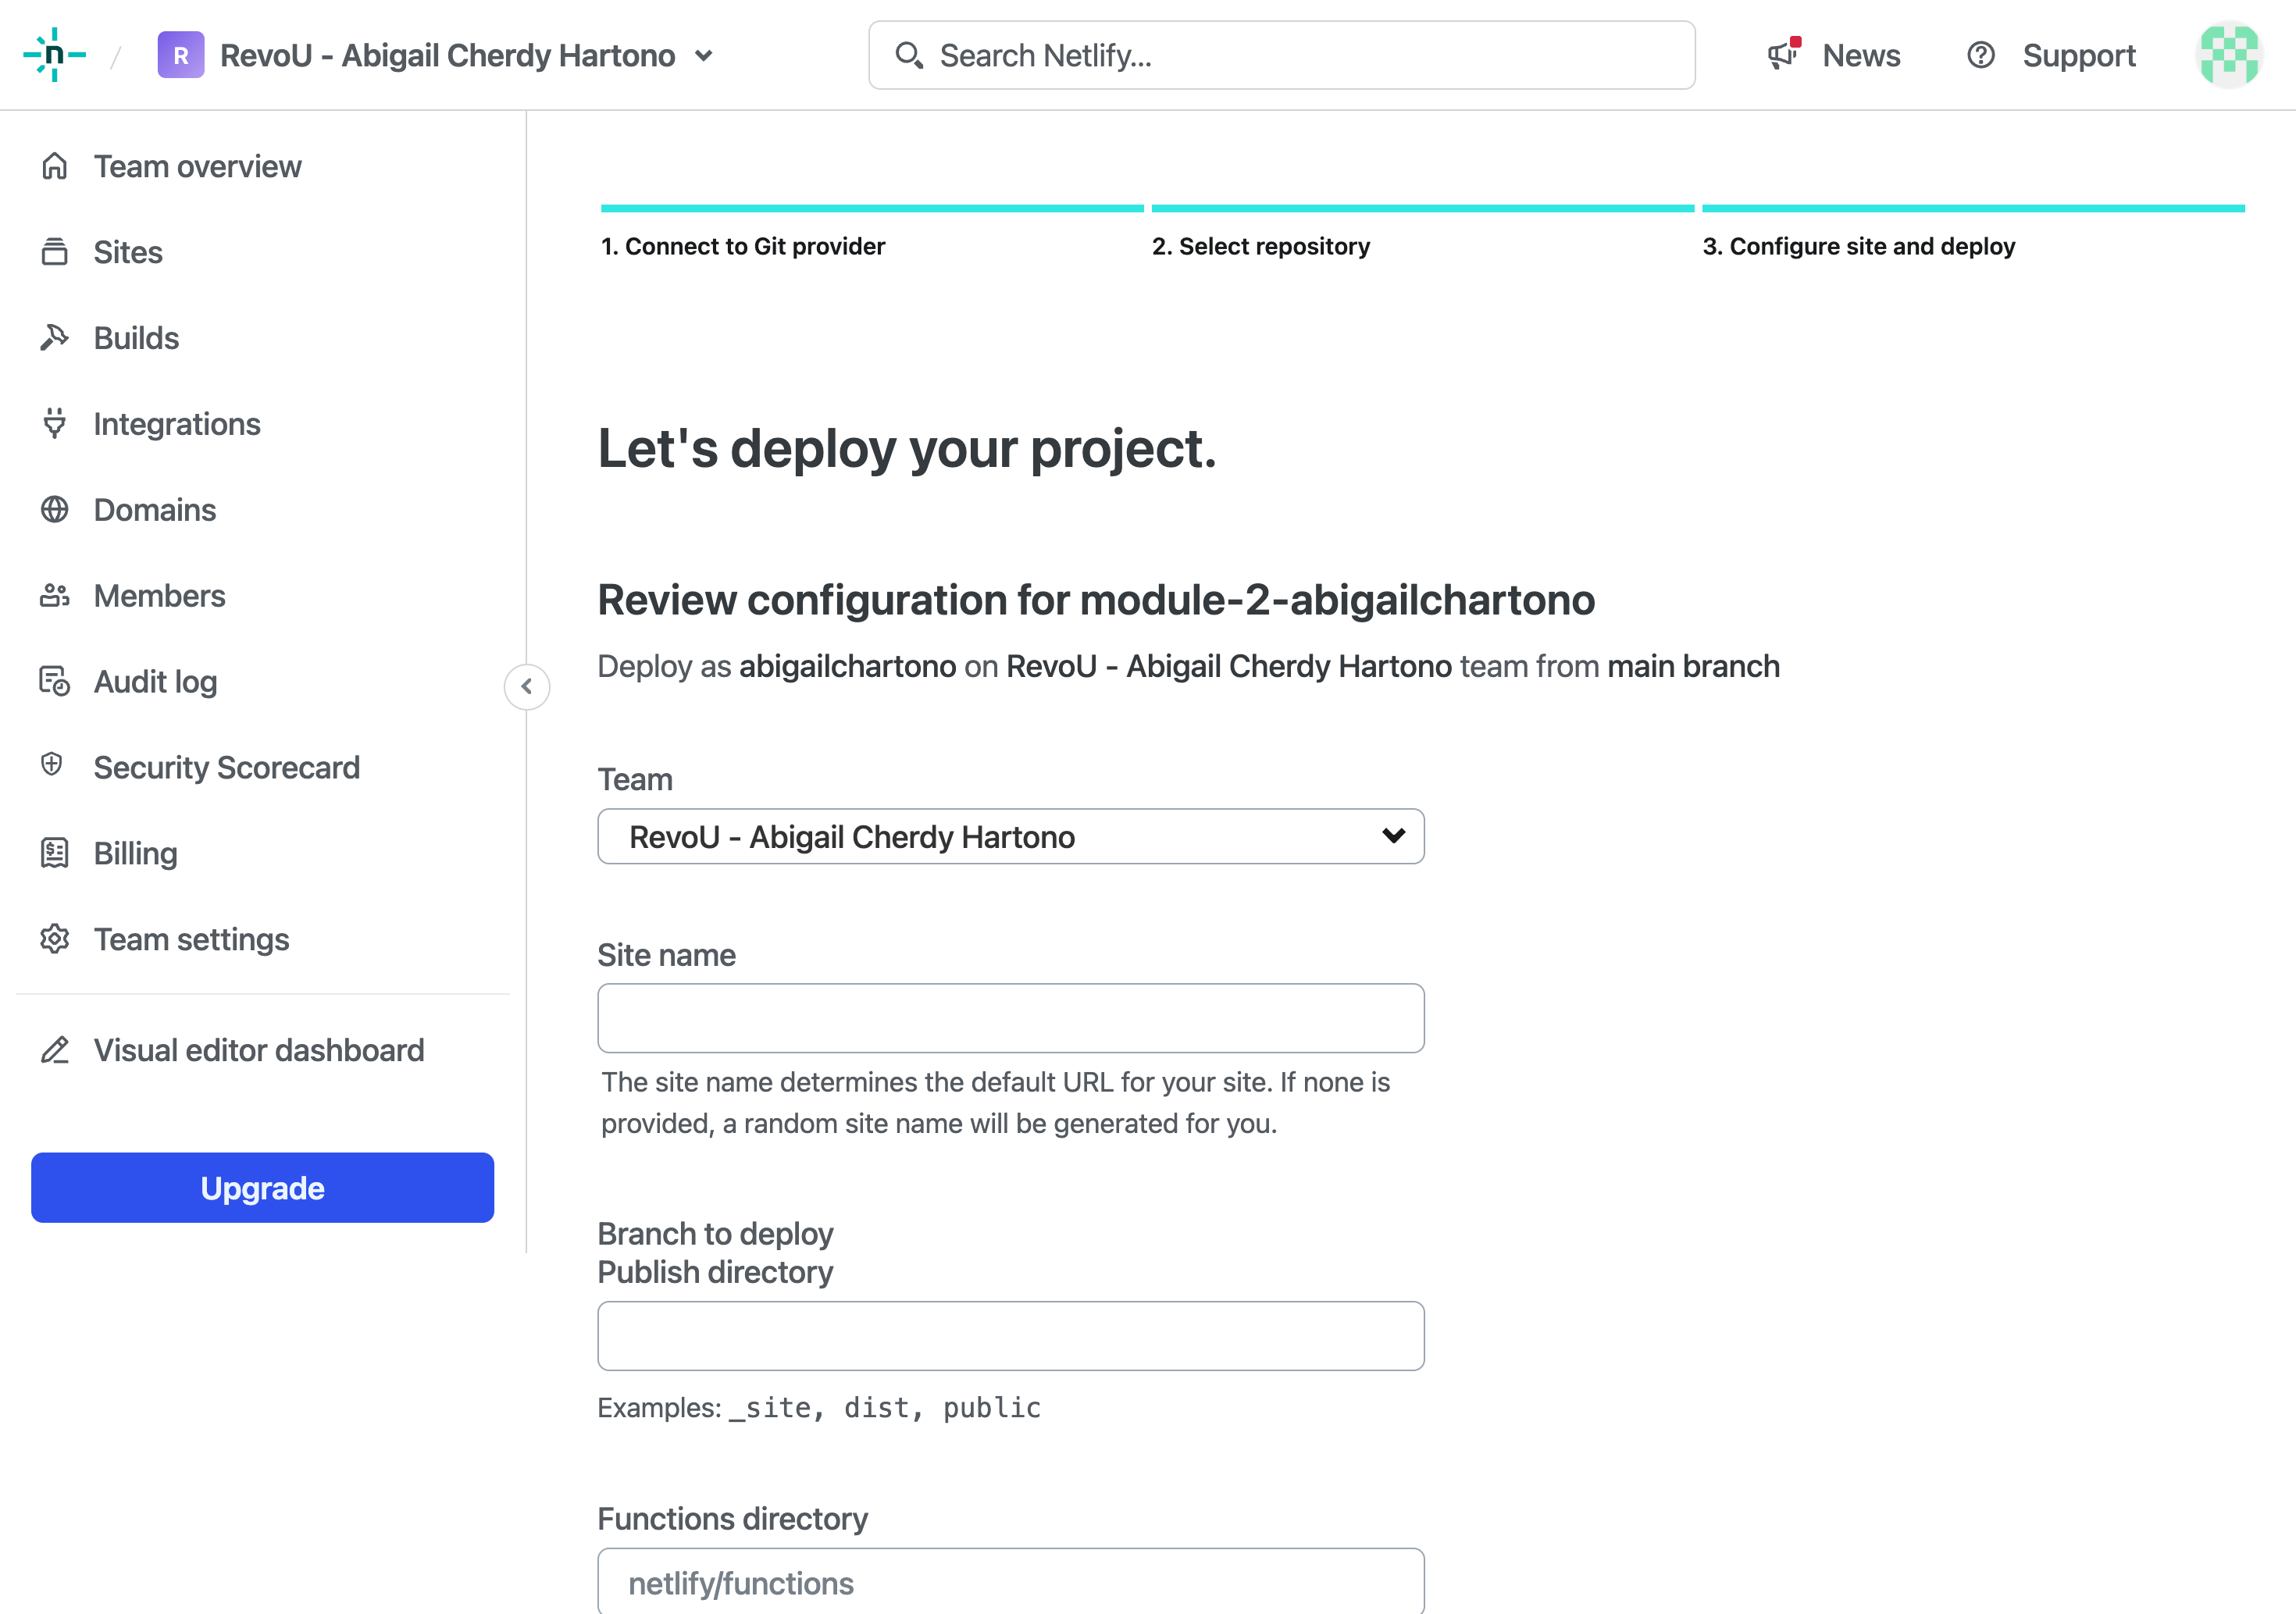 n / R RevoU - Abigail Cherdy Hartono
Search Netlify...
News
Support
Team overview
Sites
Builds
Integrations
Domains
Members
Audit log
Security Scorecard
Billing
Team settings
Visual editor dashboard
Upgrade
1. Connect to Git provider
2. Select repository
3. Configure site and deploy
Let's deploy your project.
Review configuration for module-2-abigailchartono
Deploy as abigailchartono on RevoU - Abigail Cherdy Hartono team from main branch
Team
RevoU - Abigail Cherdy Hartono
Site name
The site name determines the default URL for your site. If none is
provided, a random site name will be generated for you.
Branch to deploy
Publish directory
Examples: _site, dist, public
Functions directory
netlify/functions